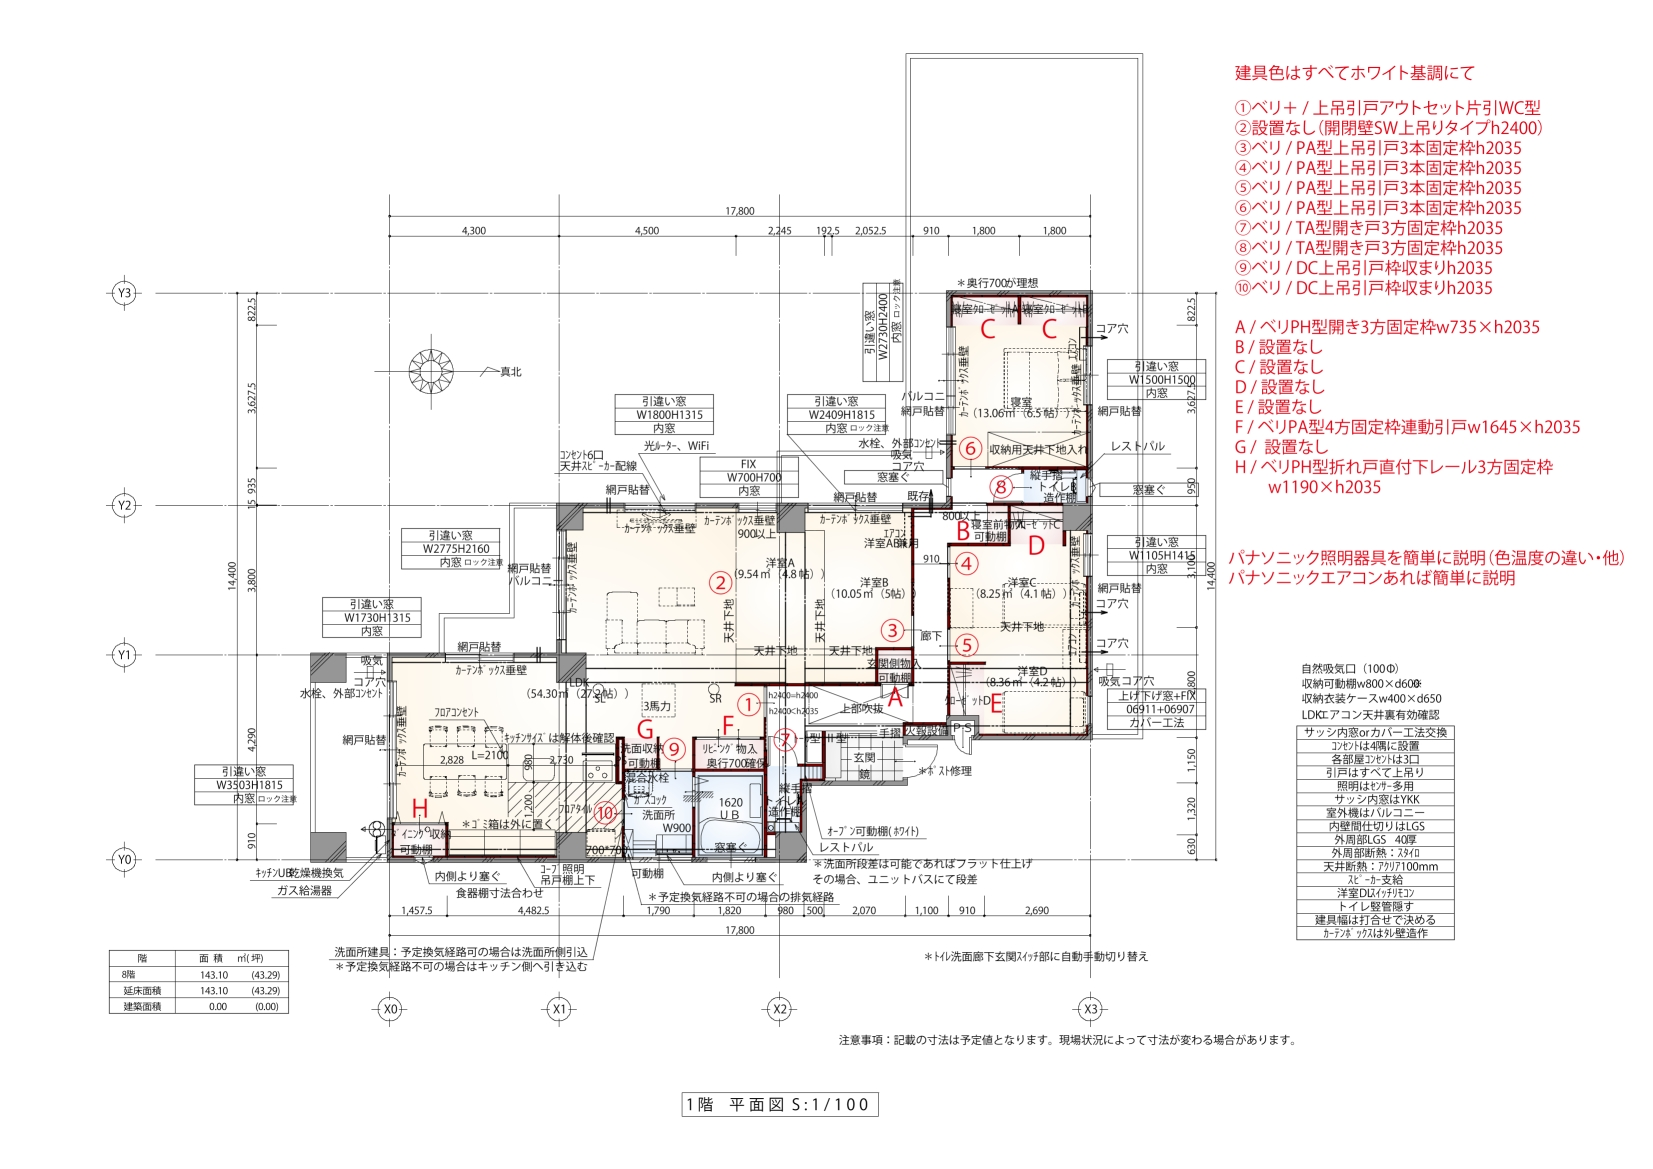 建具色はすべてホワイト基調にて
①ベリ＋/上吊引戸アウトセット片引WC型
②設置なし(開閉壁SW上吊りタイプh2400)
③ベリ/PA型上吊引戸3本固定枠h2035
④ベリ/PA型上吊引戸3本固定枠h2035
⑤ベリ/PA型上吊引戸3本固定枠h2035
⑥ベリ/PA型上吊引戸3本固定枠h2035
⑦ベリ/TA型開き戸3方固定枠h2035
⑧ベリ/TA型開き戸3方固定枠h2035
⑨ベリ/DC上吊引戸枠収まりh2035
⑩ベリ/DC上吊引戸枠収まりh2035
A/ベリPH型開き3方固定枠w735×h2035
B/設置なし
C/設置なし
D/設置なし
E/設置なし
F/ベリPA型4方固定枠連動引戸w1645×h2035
G/ 設置なし
H/ベリPH型折れ戸直付下レール3方固定枠
w1190×h2035
パナソニック照明器具を簡単に説明(色温度の違い・他)
パナソニックエアコンあれば簡単に説明
17,800
4,300
4,500
2,245
192.5
2,052.5
910
1,800
1,800
Y3
Y2
Y1
Y0
822.5
3,627.5
935
15
3,800
14,400
4,290
910
真北
＊奥行700が理想
引違い窓
W2730H2400
内窓 ロック注意
C
C
コア穴
エアコン
カーテンボックス垂壁
引違い窓
W1500H1500
内窓
網戸貼替
バルコニー
網戸貼替
寝室
(13.06㎡ (6.5 帖) )
⑥
収納用天井下地入れ
レストバル
⑧
縦手摺
トイレB
造作棚
窓塞ぐ
引違い窓
W1800H1315
内窓
引違い窓
W2409H1815
内窓 ロック注意
水栓、外部コンセント
吸気
コア穴
窓塞ぐ
光ルーター、WiFi
コンセント6口
天井スピーカー配線
FIX
W700H700
内窓
網戸貼替
網戸貼替
既存
800以上
カーテンボックス垂壁
カーテンボックス垂壁
900以上
カーテンボックス垂壁
エアコン
B
可動棚
D
引違い窓
W1105H1415
内窓
引違い窓
W2775H2160
内窓 ロック注意
網戸貼替
バルコニー
カーテンボックス垂壁
洋室A
(9.54㎡ (4.8 帖) )
②
洋室B
(10.05㎡ (5帖) )
910
④
洋室C
(8.25㎡ (4.1 帖) )
網戸貼替
コア穴
天井下地
天井下地
天井下地
③
廊下
⑤
コア穴
引違い窓
W1730H1315
内窓
網戸貼替
カーテンボックス垂壁
吸気
コア穴
水栓、外部コンセント
LDK
(54.30㎡ (27.2帖) )
天井下地
天井下地
玄関側物入
可動棚
A
洋室D
(8.36㎡ (4.2 帖) )
エアコン
吸気コア穴
上げ下げ窓+FIX
06911+06907
カバー工法
クローゼットD
E
SL
3馬力
SR
①
h2400=h2400
h2400<h2035
上部吹抜
手摺
火報設備
PS
フロアコンセント
網戸貼替
カーテンボックス垂壁
キッチンサイズは解体後確認
L=2100
2,828
2,730
980
1,200
G
洗面収納
可動棚
⑨
F
リビング物入
奥行700確保
⑦
玄関
鏡
＊ポスト修理
引違い窓
W3503H1815
内窓 ロック注意
H
ダイニング収納
可動棚
＊ゴミ箱は外に置く
フロアタイル
⑩
700*700
混合水栓
ガスコック
洗面所
W900
1620
UB
窓塞ぐ
縦手摺
トイレA
造作棚
オープン可動棚(ホワイト)
レストバル
キッチンUB乾燥機換気
ガス給湯器
内側より塞ぐ
食器棚寸法合わせ
コーブ照明
吊戸棚上下
可動棚
内側より塞ぐ
＊予定換気経路不可の場合の排気経路
＊洗面所段差は可能であればフラット仕上げ
その場合、ユニットバスにて段差
1,457.5
4,482.5
1,790
1,820
980
500
2,070
1,100
910
2,690
17,800
822.5
3,627.5
950
3,105
14,400
2,800
1,150
1,320
630
洗面所建具：予定換気経路可の場合は洗面所側引込
＊予定換気経路不可の場合はキッチン側へ引き込む
＊トイレ洗面廊下玄関スイッチ部に自動手動切り替え
自然吸気口（100Φ）
収納可動棚w800×d600※
収納衣装ケースw400×d650
LDKエアコン天井裏有効確認
サッシ内窓orカバー工法交換
コンセントは4隅に設置
各部屋コンセントは3口
引戸はすべて上吊り
照明はセンサー多用
サッシ内窓はYKK
室外機はバルコニー
内壁間仕切りはLGS
外周部LGS 40厚
外周部断熱：スタイロ
天井断熱：アクリア100mm
スピーカー支給
洋室DLスイッチリモコン
トイレ竪管隠す
建具幅は打合せで決める
カーテンボックスはタレ壁造作
階 面積 ㎡(坪)
8階 143.10 (43.29)
延床面積 143.10 (43.29)
建築面積 0.00 (0.00)
X0
X1
X2
X3
注意事項：記載の寸法は予定値となります。現場状況によって寸法が変わる場合があります。
1階 平面図 S:1/100